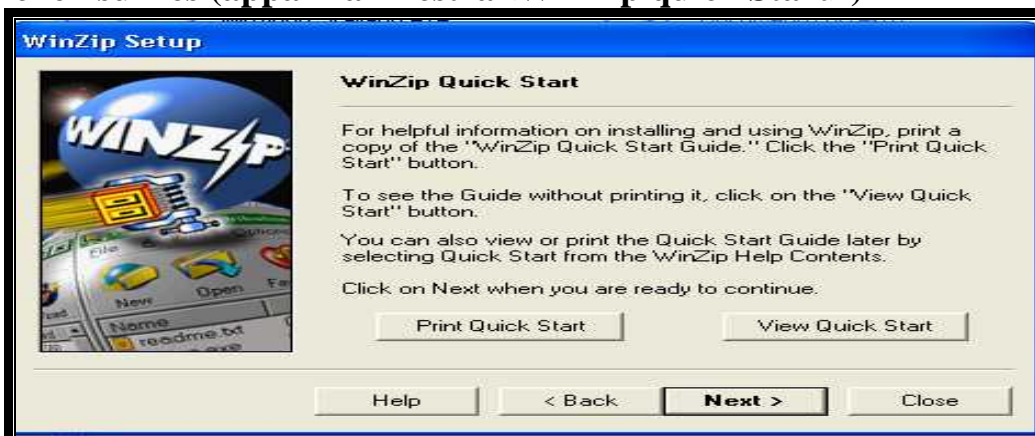 WinZip Setup
WinZip Quick Start
WINZIP
For helpful information on installing and using WinZip, print a
copy of the "WinZip Quick Start Guide." Click the "Print Quick
Start" button.
To see the Guide without printing it, click on the "View Quick
Start" button.
You can also view or print the Quick Start Guide later by
selecting Quick Start from the WinZip Help Contents.
Click on Next when you are ready to continue.
File
New
Open
Name
readme.txt
Print Quick Start
View Quick Start
Help
< Back
Next >
Close